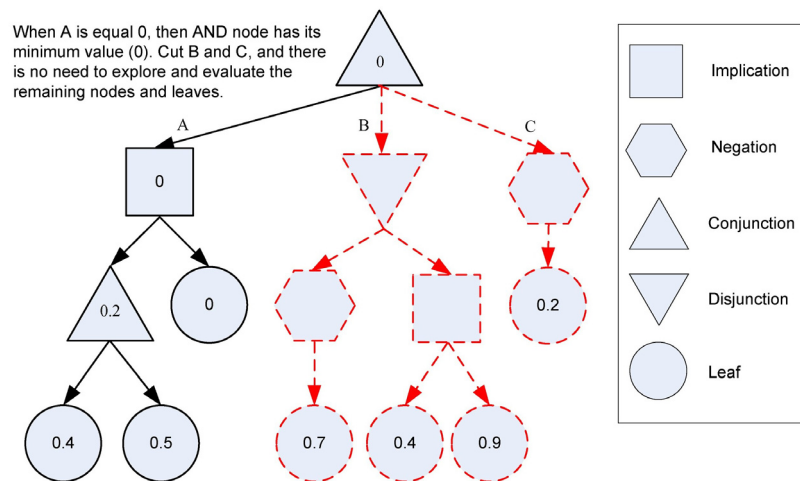 When A is equal 0, then AND node has its
minimum value (0). Cut B and C, and there
is no need to explore and evaluate the
remaining nodes and leaves.
0
A
B
C
0
0.2
0
0.2
0.4
0.5
0.7
0.4
0.9
Implication
Negation
Conjunction
Disjunction
Leaf